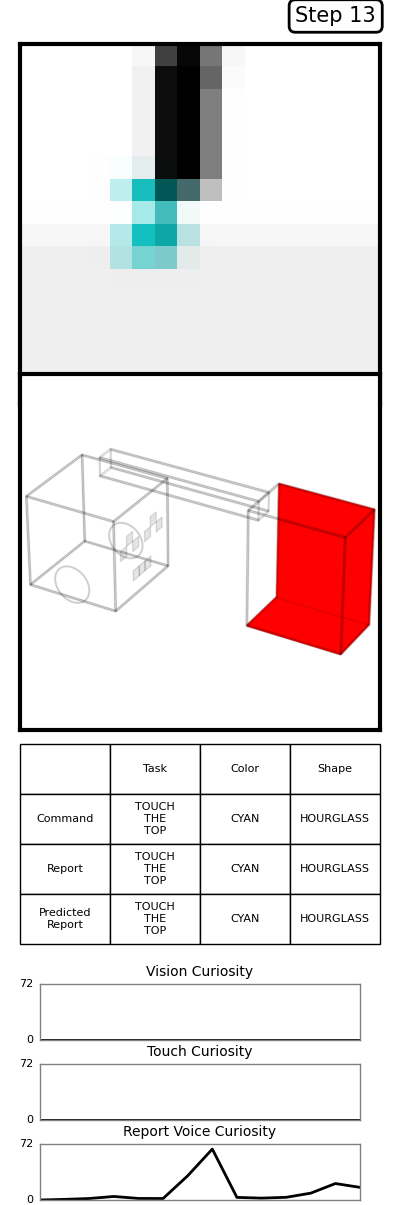 Step 13
Task Color Shape
Command TOUCH THE TOP CYAN HOURGLASS
Report TOUCH THE TOP CYAN HOURGLASS
Predicted Report TOUCH THE TOP CYAN HOURGLASS
Vision Curiosity
72
0
Touch Curiosity
72
0
Report Voice Curiosity
72
0